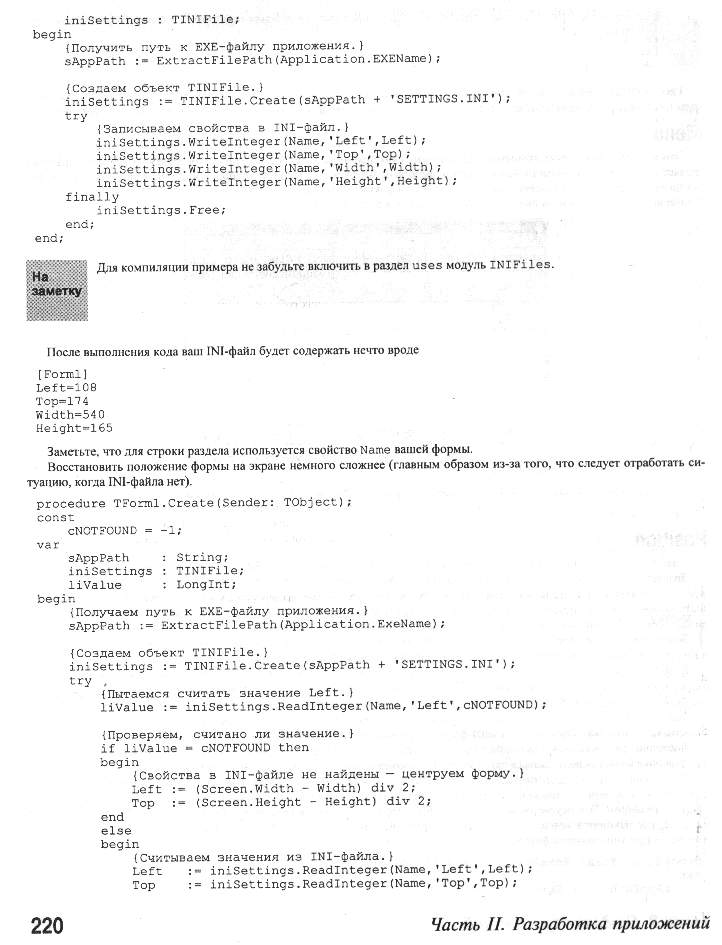 iniSettings : TINIFile;
begin
{Получить путь к EXE-файлу приложения.}
sAppPath := ExtractFilePath(Application.EXEName);
{Создаем объект TINIFile.}
iniSettings := TINIFile.Create(sAppPath + 'SETTINGS.INI');
try
{Записываем свойства в INI-файл.}
iniSettings.WriteInteger(Name,'Left',Left);
iniSettings.WriteInteger(Name,'Top',Top);
iniSettings.WriteInteger(Name,'Width',Width);
iniSettings.WriteInteger(Name,'Height',Height);
finally
iniSettings.Free;
end;
end;
На
заметку
Для компиляции примера не забудьте включить в раздел uses модуль INIFiles.
После выполнения кода ваш INI-файл будет содержать нечто вроде
[Form1]
Left=108
Top=174
Width=540
Height=165
Заметьте, что для строки раздела используется свойство Name вашей формы.
Восстановить положение формы на экране немного сложнее (главным образом из-за того, что следует отработать си-
туацию, когда INI-файла нет).
procedure TForm1.Create(Sender: TObject);
const
cNOTFOUND = -1;
var
sAppPath : String;
iniSettings : TINIFile;
liValue : LongInt;
begin
{Получаем путь к EXE-файлу приложения.}
sAppPath := ExtractFilePath(Application.ExeName);
{Создаем объект TINIFile.}
iniSettings := TINIFile.Create(sAppPath + 'SETTINGS.INI');
try
{Пытаемся считать значение Left.}
liValue := iniSettings.ReadInteger(Name,'Left',cNOTFOUND);
{Проверяем, считано ли значение.}
if liValue = cNOTFOUND then
begin
{Свойства в INI-файле не найдены — центруем форму.}
Left := (Screen.Width - Width) div 2;
Top := (Screen.Height - Height) div 2;
end
else
begin
{Считываем значения из INI-файла.}
Left := iniSettings.ReadInteger(Name,'Left',Left);
Top := iniSettings.ReadInteger(Name,'Top',Top);
220
Часть II. Разработка приложений